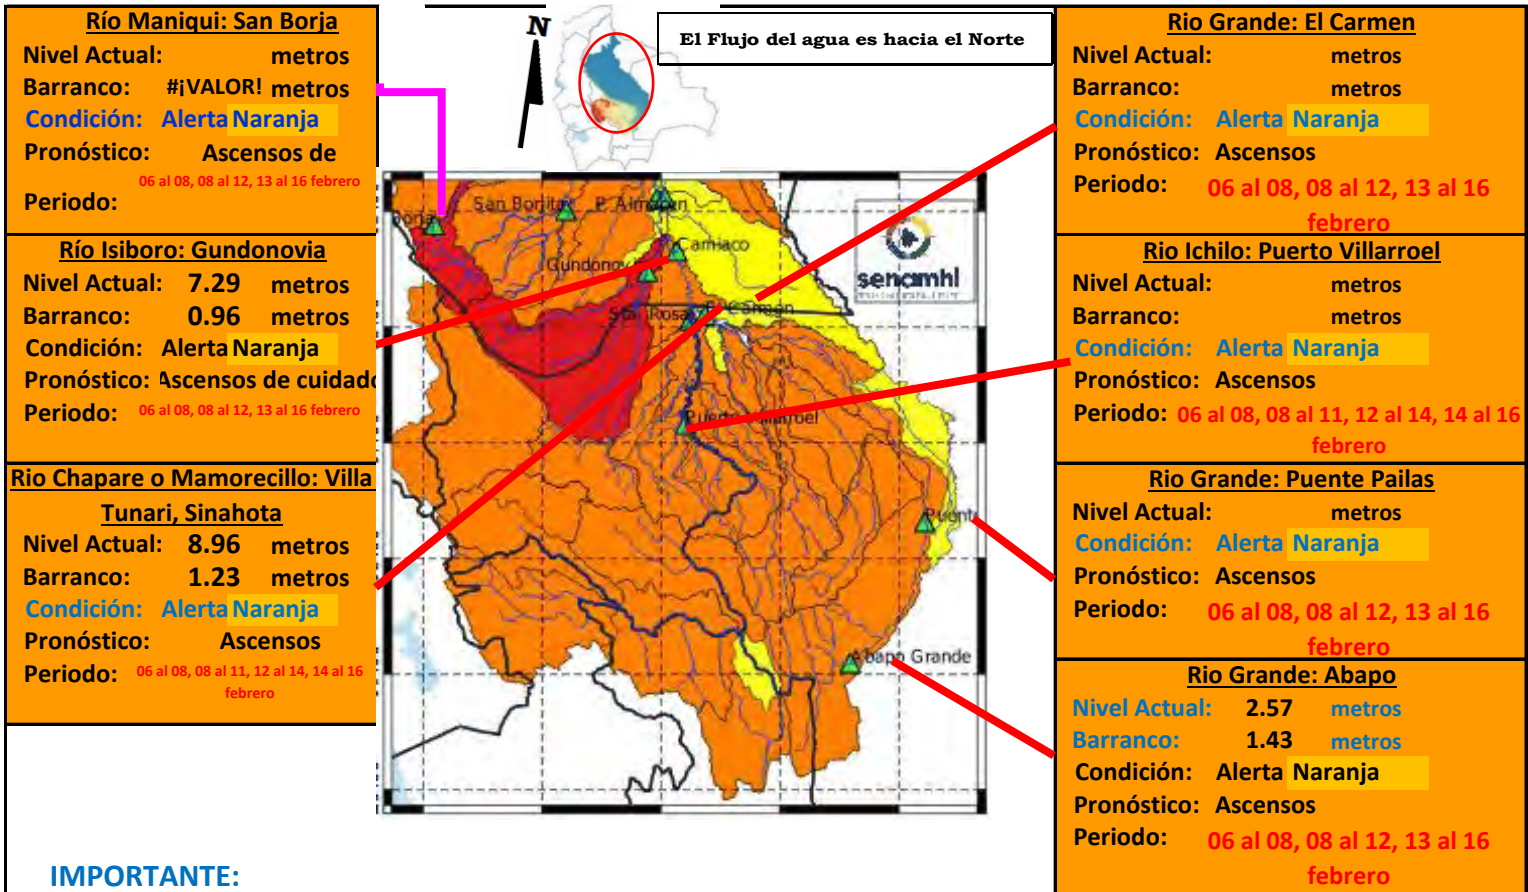 Río Maniqui: San Borja
Nivel Actual: metros
Barranco: #¡VALOR! metros
Condición: Alerta Naranja
Pronóstico: Ascensos de
06 al 08, 08 al 12, 13 al 16 febrero
Periodo:
Río Isiboro: Gundonovia
Nivel Actual: 7.29 metros
Barranco: 0.96 metros
Condición: Alerta Naranja
Pronóstico: Ascensos de cuidado
Periodo: 06 al 08, 08 al 12, 13 al 16 febrero
Rio Chapare o Mamorecillo: Villa
Tunari, Sinahota
Nivel Actual: 8.96 metros
Barranco: 1.23 metros
Condición: Alerta Naranja
Pronóstico: Ascensos
Periodo: 06 al 08, 08 al 11, 12 al 14, 14 al 16
febrero
IMPORTANTE:
N
El Flujo del agua es hacia el Norte
San Borjita
P. Almacen
Camiaco
senamhi
Sta. Rosa
Abapo Grande
Rio Grande: El Carmen
Nivel Actual: metros
Barranco: metros
Condición: Alerta Naranja
Pronóstico: Ascensos
Periodo: 06 al 08, 08 al 12, 13 al 16
febrero
Rio Ichilo: Puerto Villarroel
Nivel Actual: metros
Barranco: metros
Condición: Alerta Naranja
Pronóstico: Ascensos
Periodo: 06 al 08, 08 al 11, 12 al 14, 14 al 16
febrero
Rio Grande: Puente Pailas
Nivel Actual: metros
Condición: Alerta Naranja
Pronóstico: Ascensos
Periodo: 06 al 08, 08 al 12, 13 al 16
febrero
Rio Grande: Abapo
Nivel Actual: 2.57 metros
Barranco: 1.43 metros
Condición: Alerta Naranja
Pronóstico: Ascensos
Periodo: 06 al 08, 08 al 12, 13 al 16
febrero